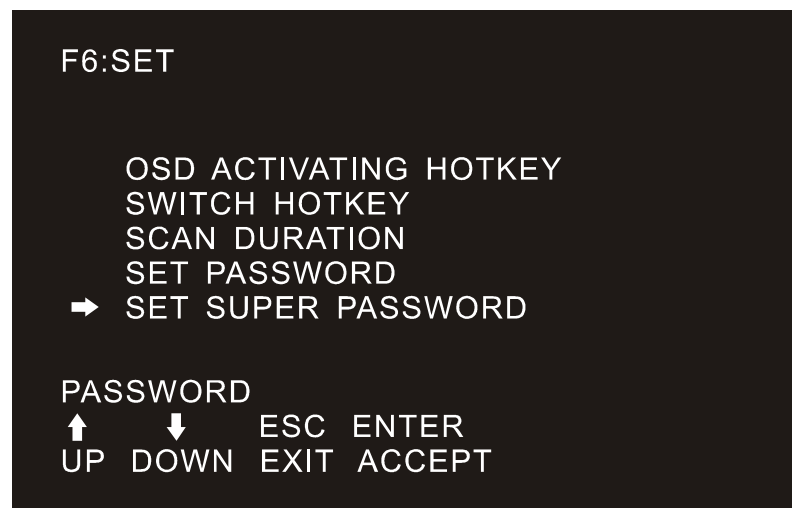 F6:SET
OSD ACTIVATING HOTKEY
SWITCH HOTKEY
SCAN DURATION
SET PASSWORD
SET SUPER PASSWORD
PASSWORD
ESC ENTER
UP DOWN EXIT ACCEPT